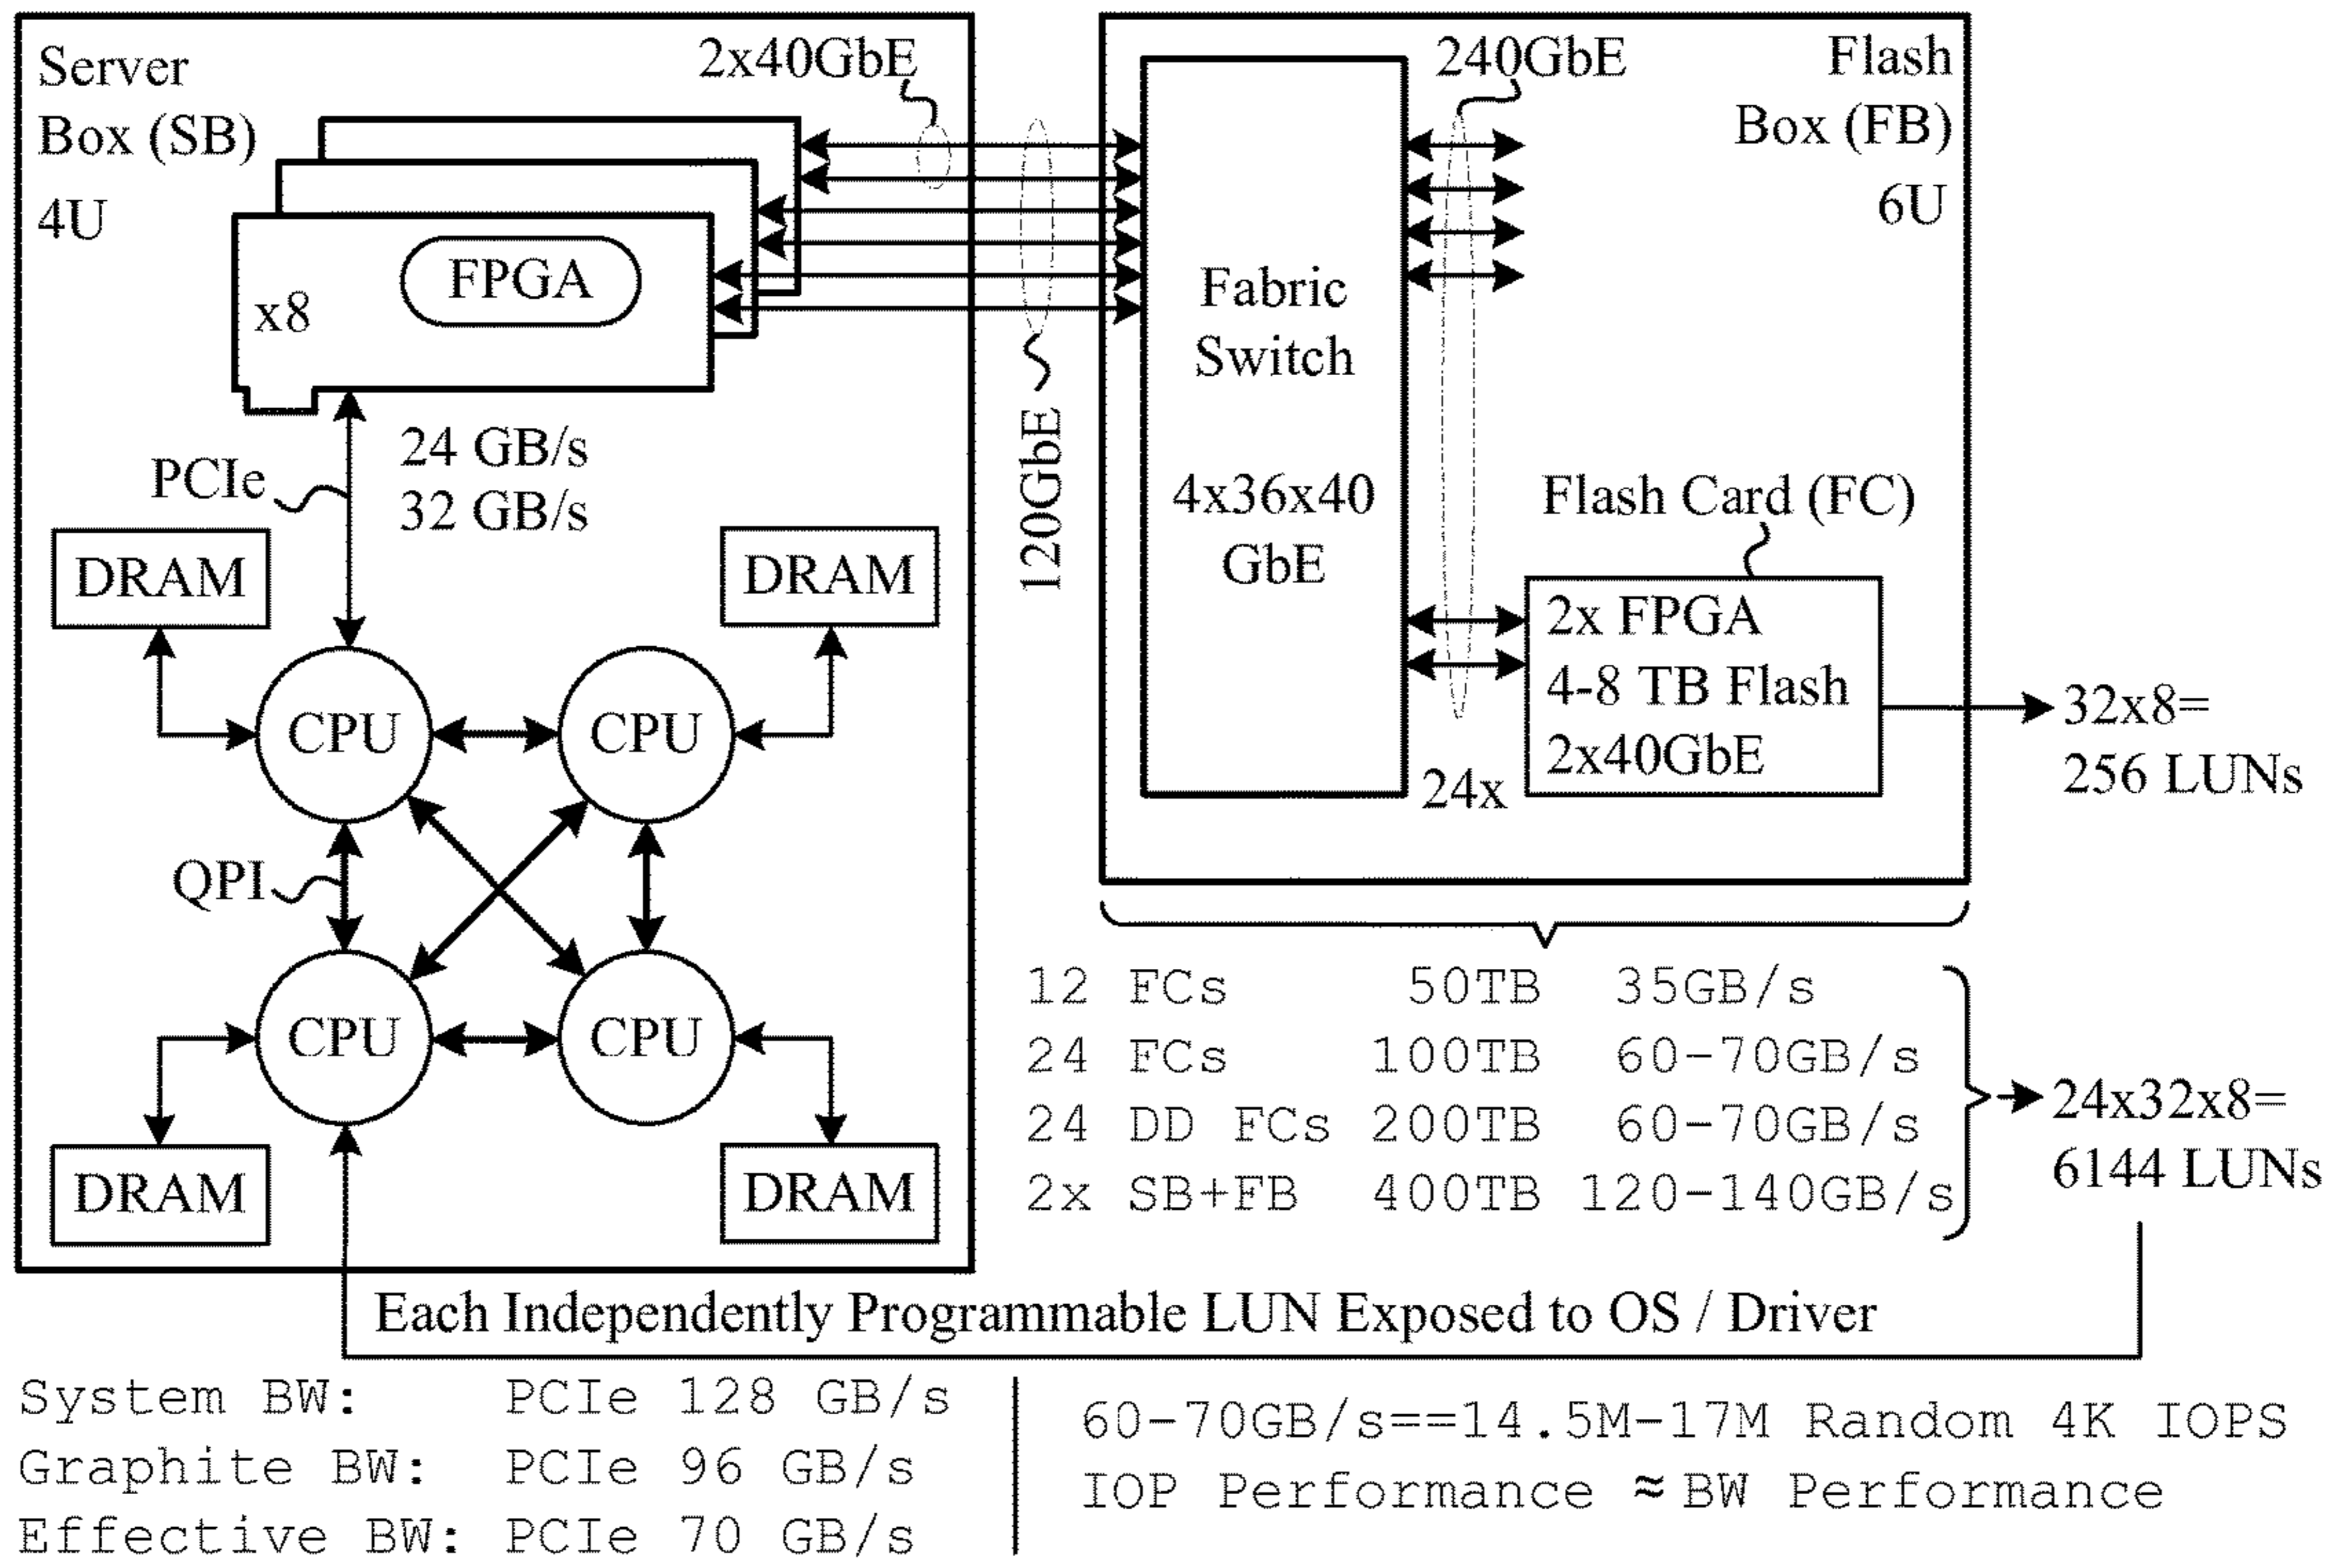 Server
Box (SB)
4U
2x40GbE
FPGA
x8
PCIe
24 GB/s
32 GB/s
120GbE
DRAM
DRAM
CPU
CPU
QPI
CPU
CPU
DRAM
DRAM
240GbE
Flash
Box (FB)
6U
Fabric
Switch
4x36x40
GbE
Flash Card (FC)
2x FPGA
4-8 TB Flash
2x40GbE
24x
32x8=
256 LUNs
12 FCs 50TB 35GB/s
24 FCs 100TB 60-70GB/s
24 DD FCs 200TB 60-70GB/s
2x SB+FB 400TB 120-140GB/s
24x32x8=
6144 LUNs
Each Independently Programmable LUN Exposed to OS / Driver
System BW: PCIe 128 GB/s
Graphite BW: PCIe 96 GB/s
Effective BW: PCIe 70 GB/s
60-70GB/s==14.5M-17M Random 4K IOPS
IOP Performance ≈ BW Performance